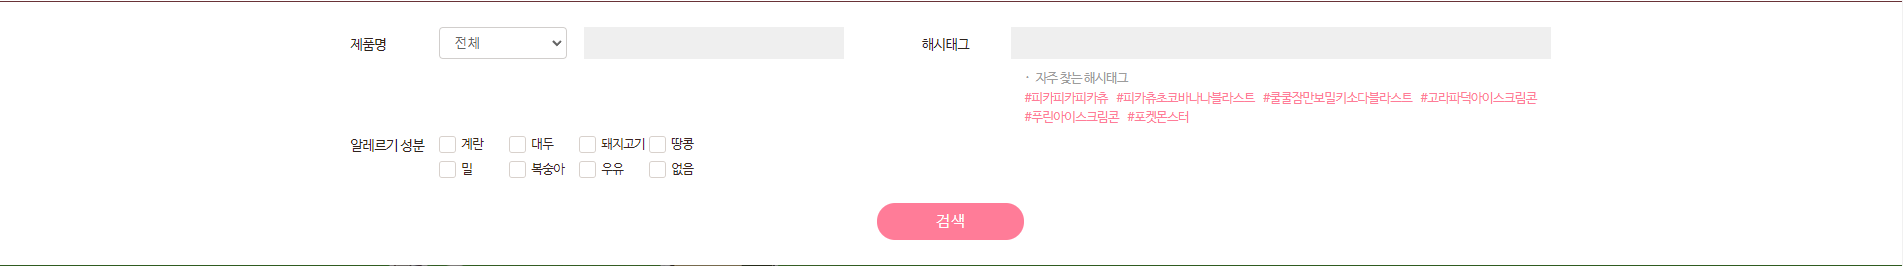 제품명 전체 해시태그
· 자주 찾는 해시태그
#피카피카피카츄 #피카츄초코바나나블라스트 #쿨쿨잠만보밀키소다블라스트 #고라파덕아이스크림콘
#푸린아이스크림콘 #포켓몬스터
알레르기 성분 계란 대두 돼지고기 땅콩
밀 복숭아 우유 없음
검색